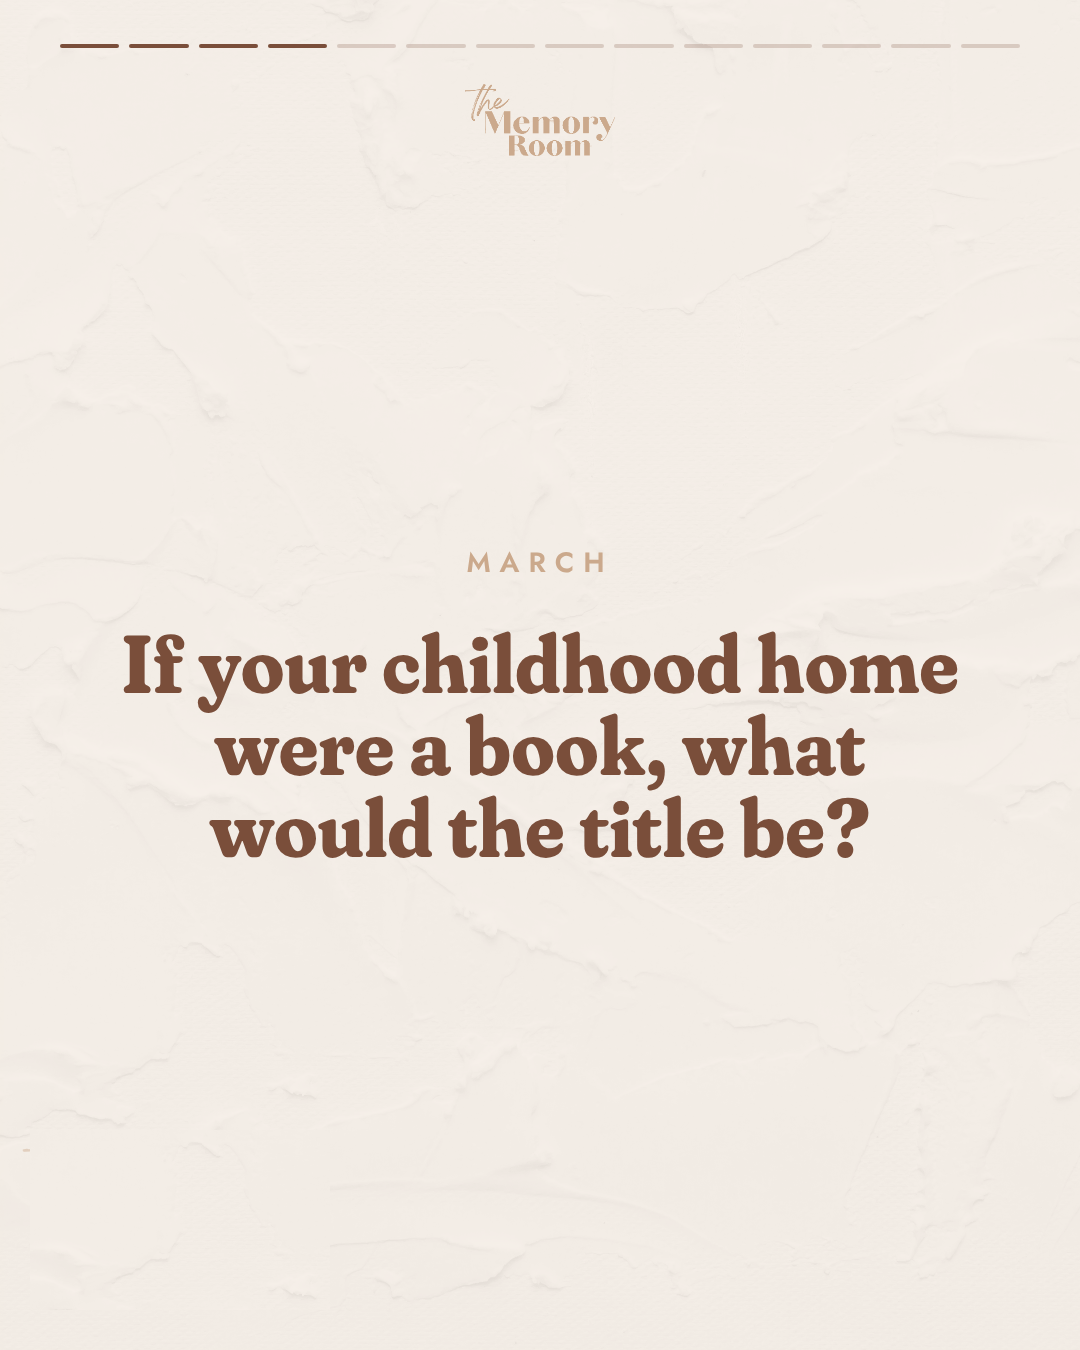 the
Memory
Room
MARCH
If your childhood home
were a book, what
would the title be?